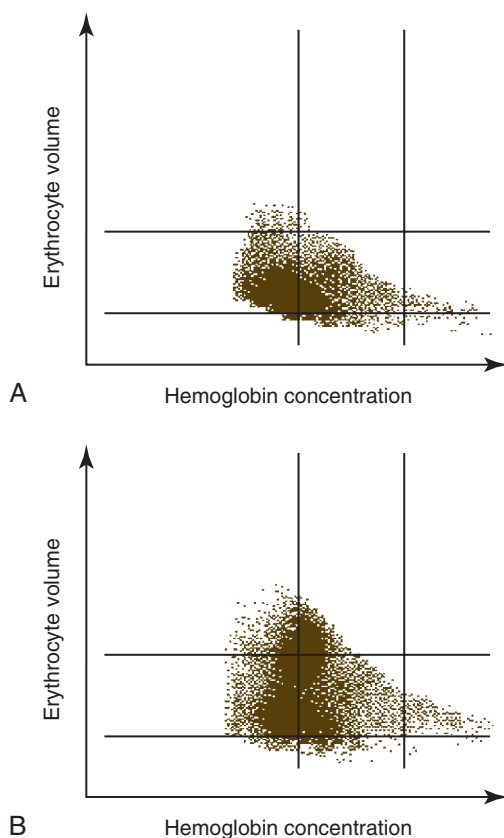 Erythrocyte volume
A
Hemoglobin concentration
Erythrocyte volume
B
Hemoglobin concentration